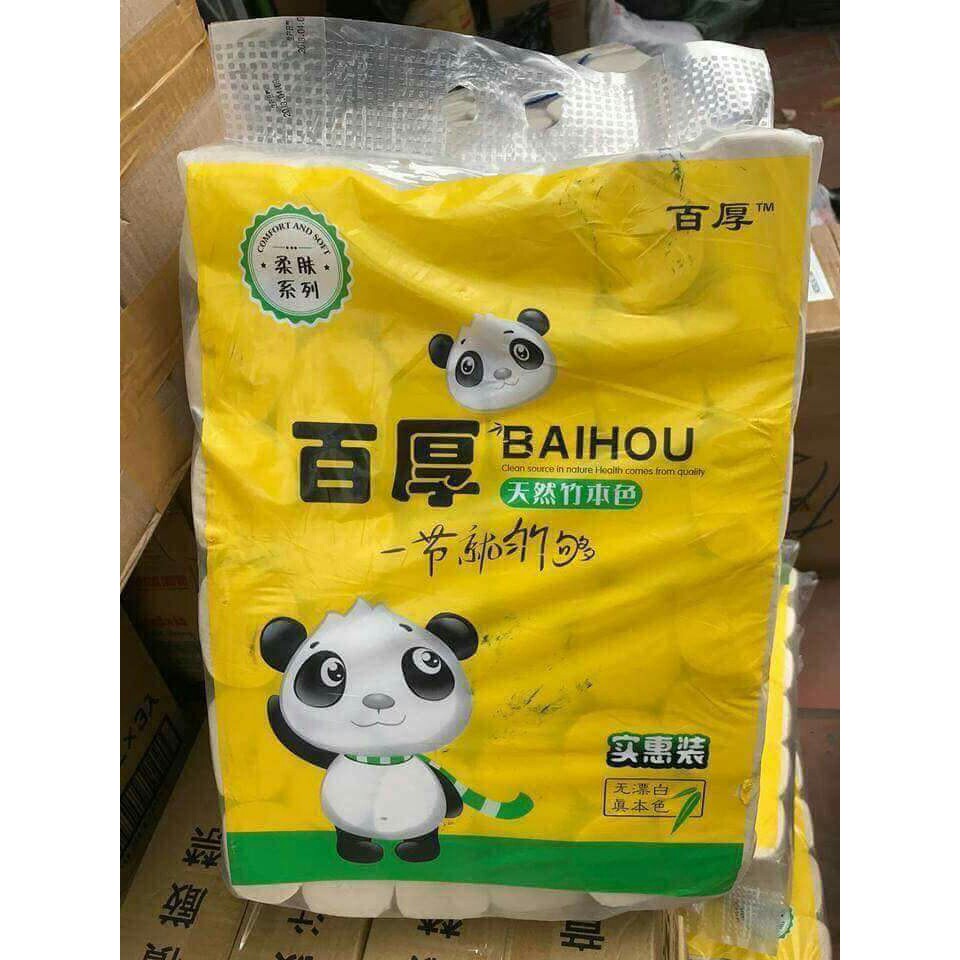 百厚™
COMFORT AND SOFT
柔肤
系列
百厚
BAIHOU
Clean source in nature Health comes from quality
天然竹本色
一节就竹够
实惠装
无漂白
真本色